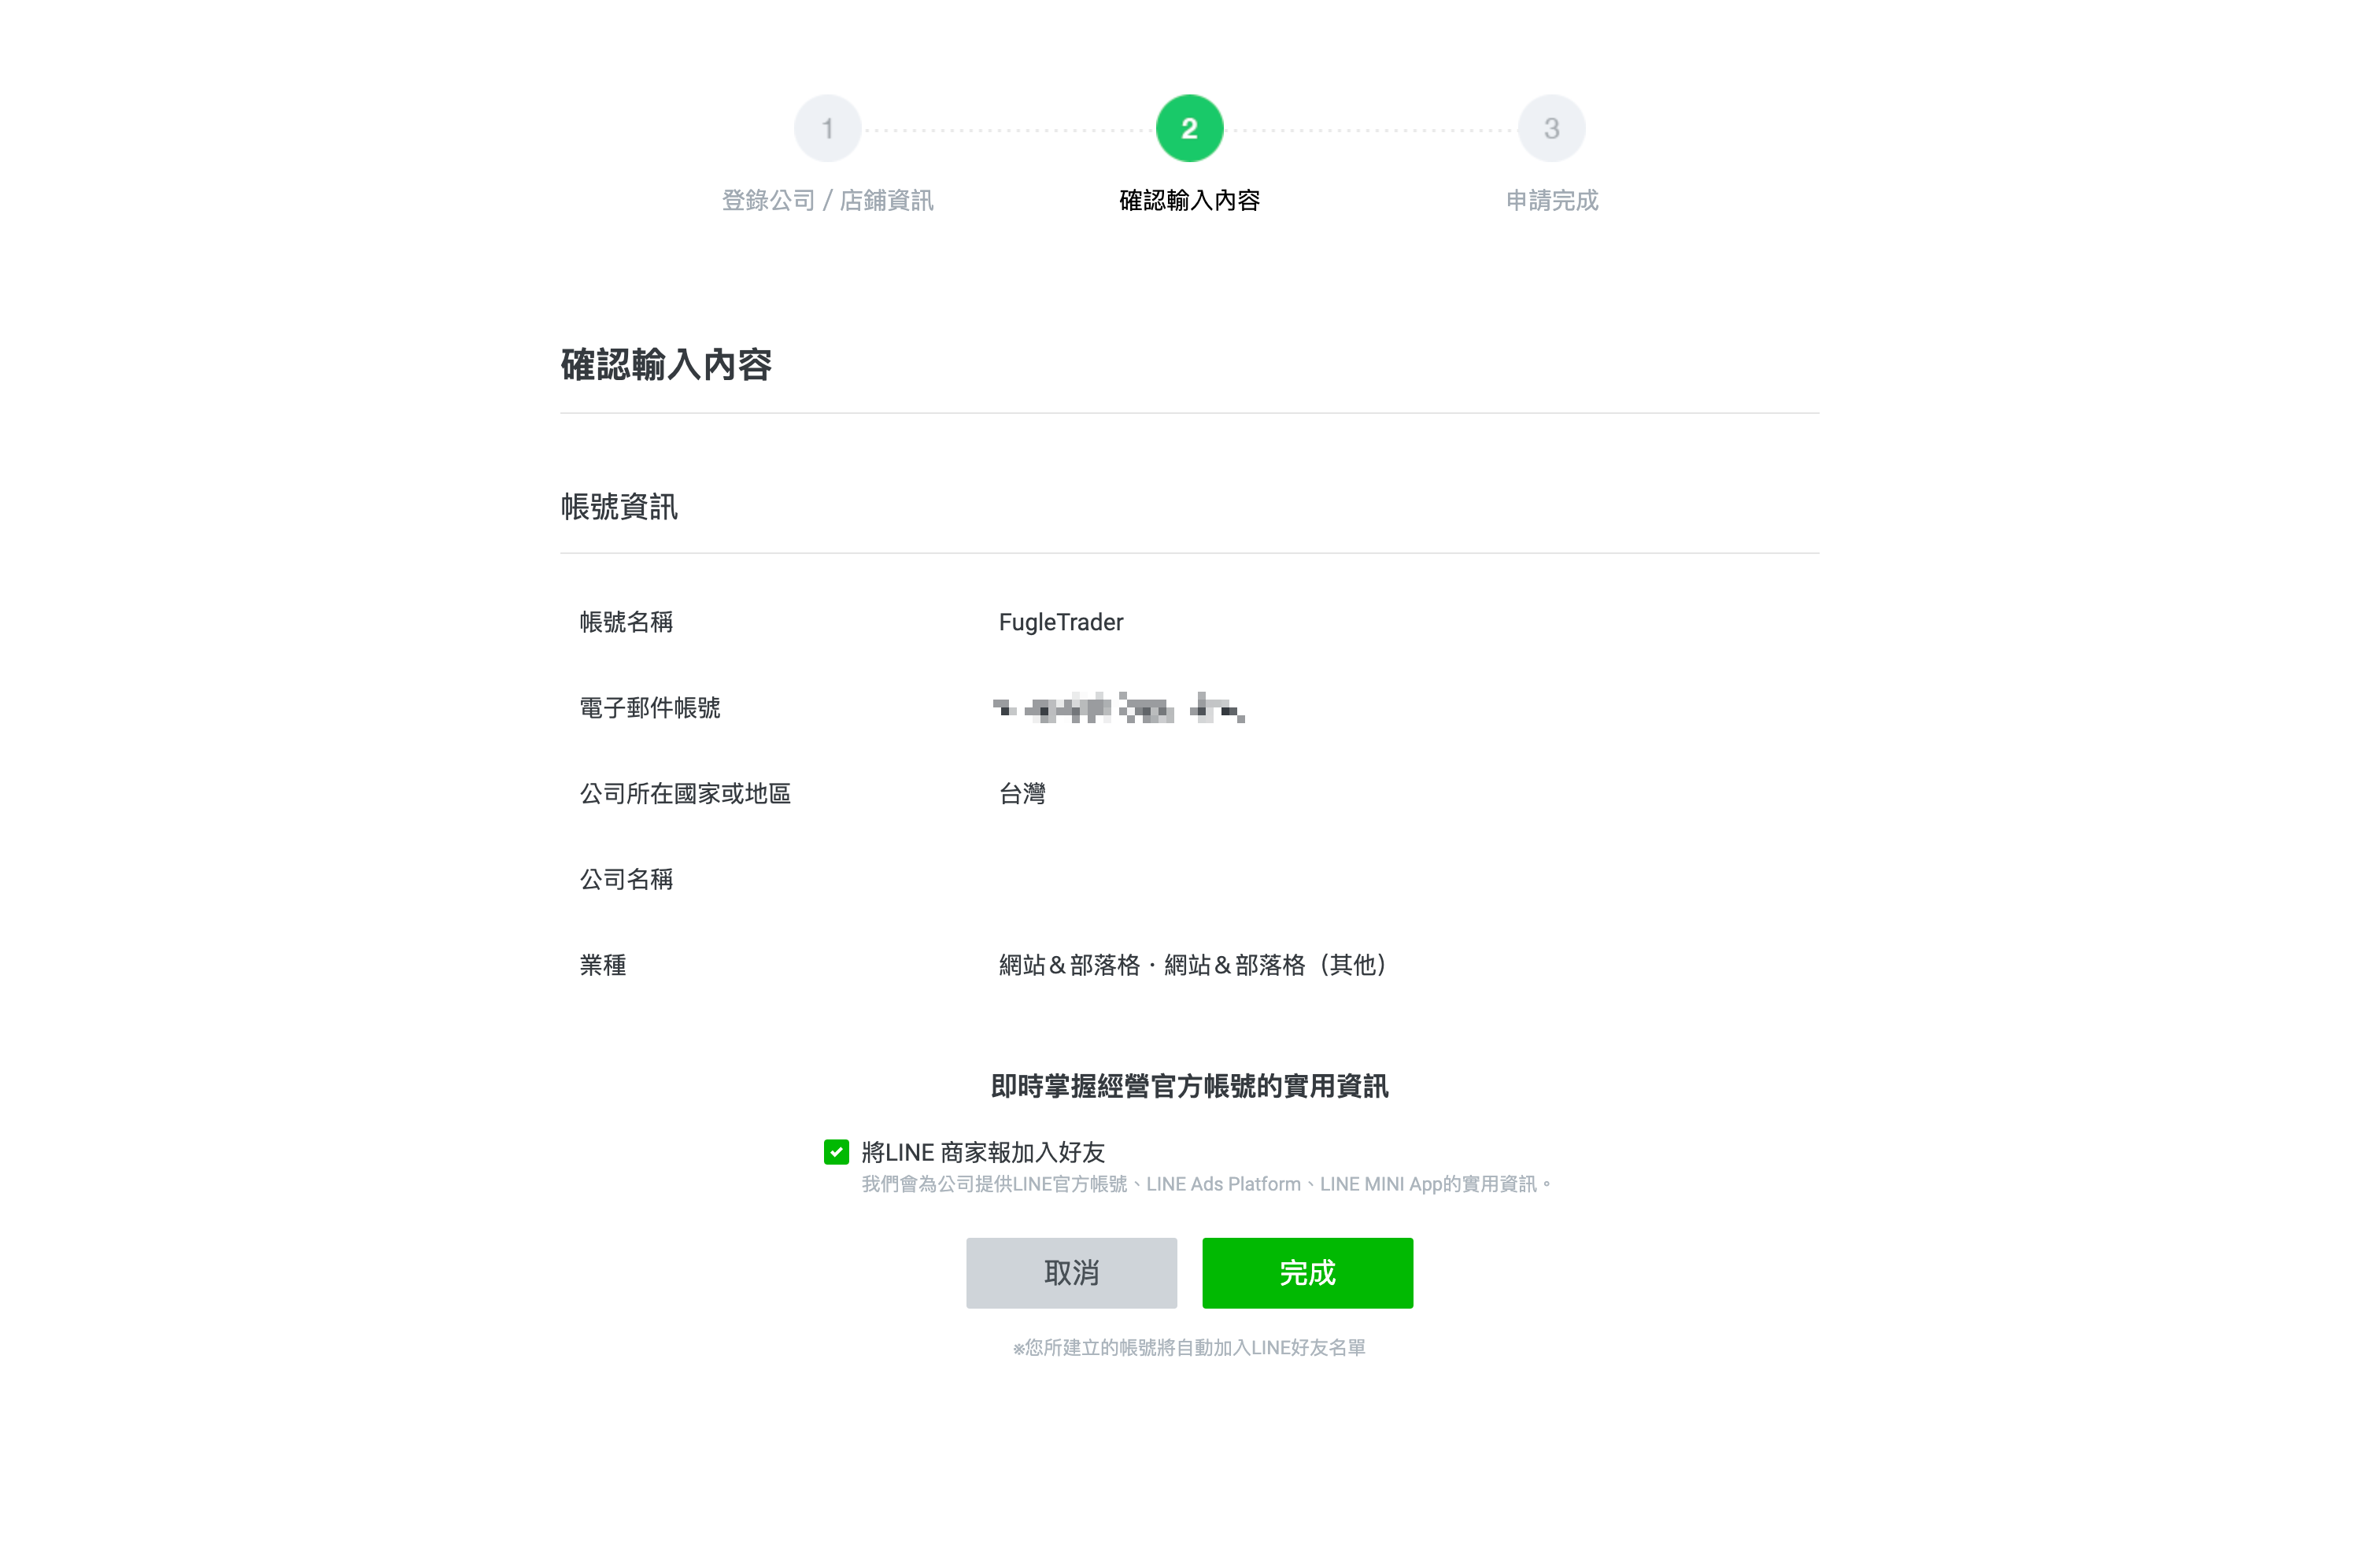 1
2
3
登錄公司 / 店鋪資訊
確認輸入內容
申請完成
確認輸入內容
帳號資訊
帳號名稱 FugleTrader
電子郵件帳號
公司所在國家或地區 台灣
公司名稱
業種 網站＆部落格・網站＆部落格（其他）
即時掌握經營官方帳號的實用資訊
將LINE 商家報加入好友
我們會為公司提供LINE官方帳號、LINE Ads Platform、LINE MINI App的實用資訊。
取消 完成
※您所建立的帳號將自動加入LINE好友名單